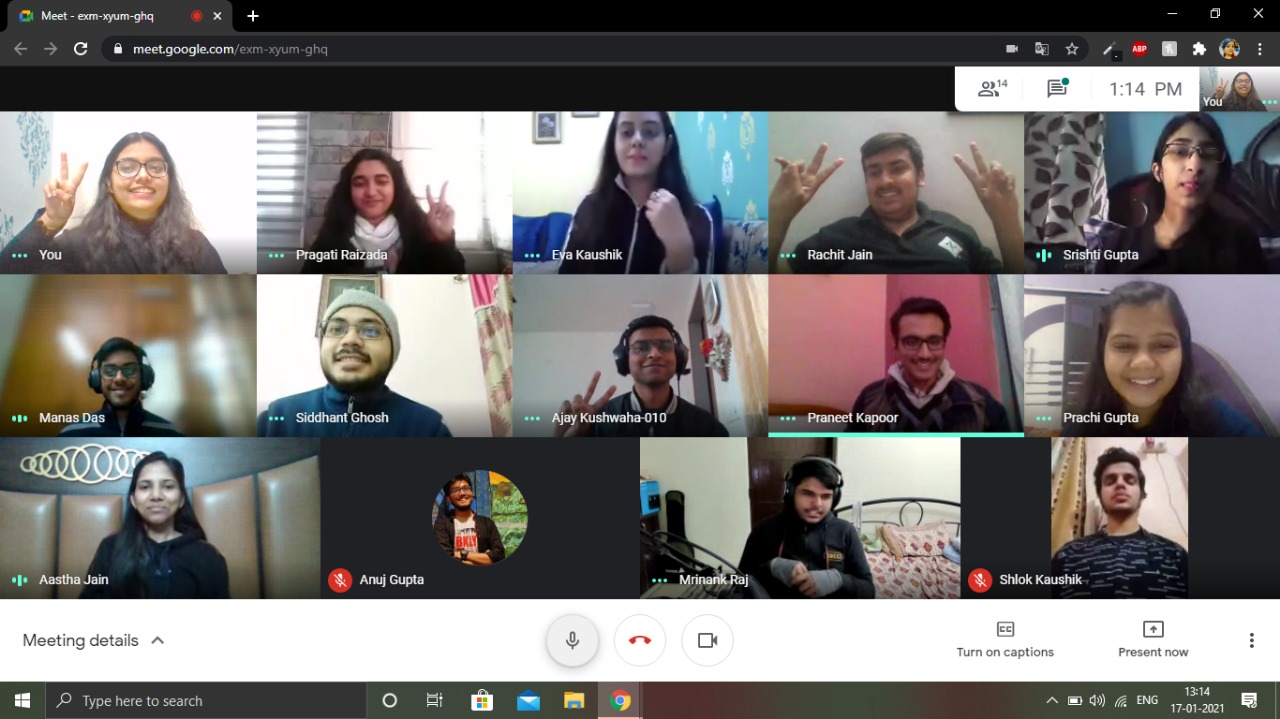 Meet - exm-xyum-ghq
meet.google.com/exm-xyum-ghq
ABP
14
1:14 PM
You
You
Pragati Raizada
Eva Kaushik
Rachit Jain
Srishti Gupta
Manas Das
Siddhant Ghosh
Ajay Kushwaha-010
Praneet Kapoor
Prachi Gupta
BKLY
Aastha Jain
Anuj Gupta
Mrinank Raj
Shlok Kaushik
Meeting details
CC
Turn on captions
Present now
Type here to search
ENG
13:14
17-01-2021